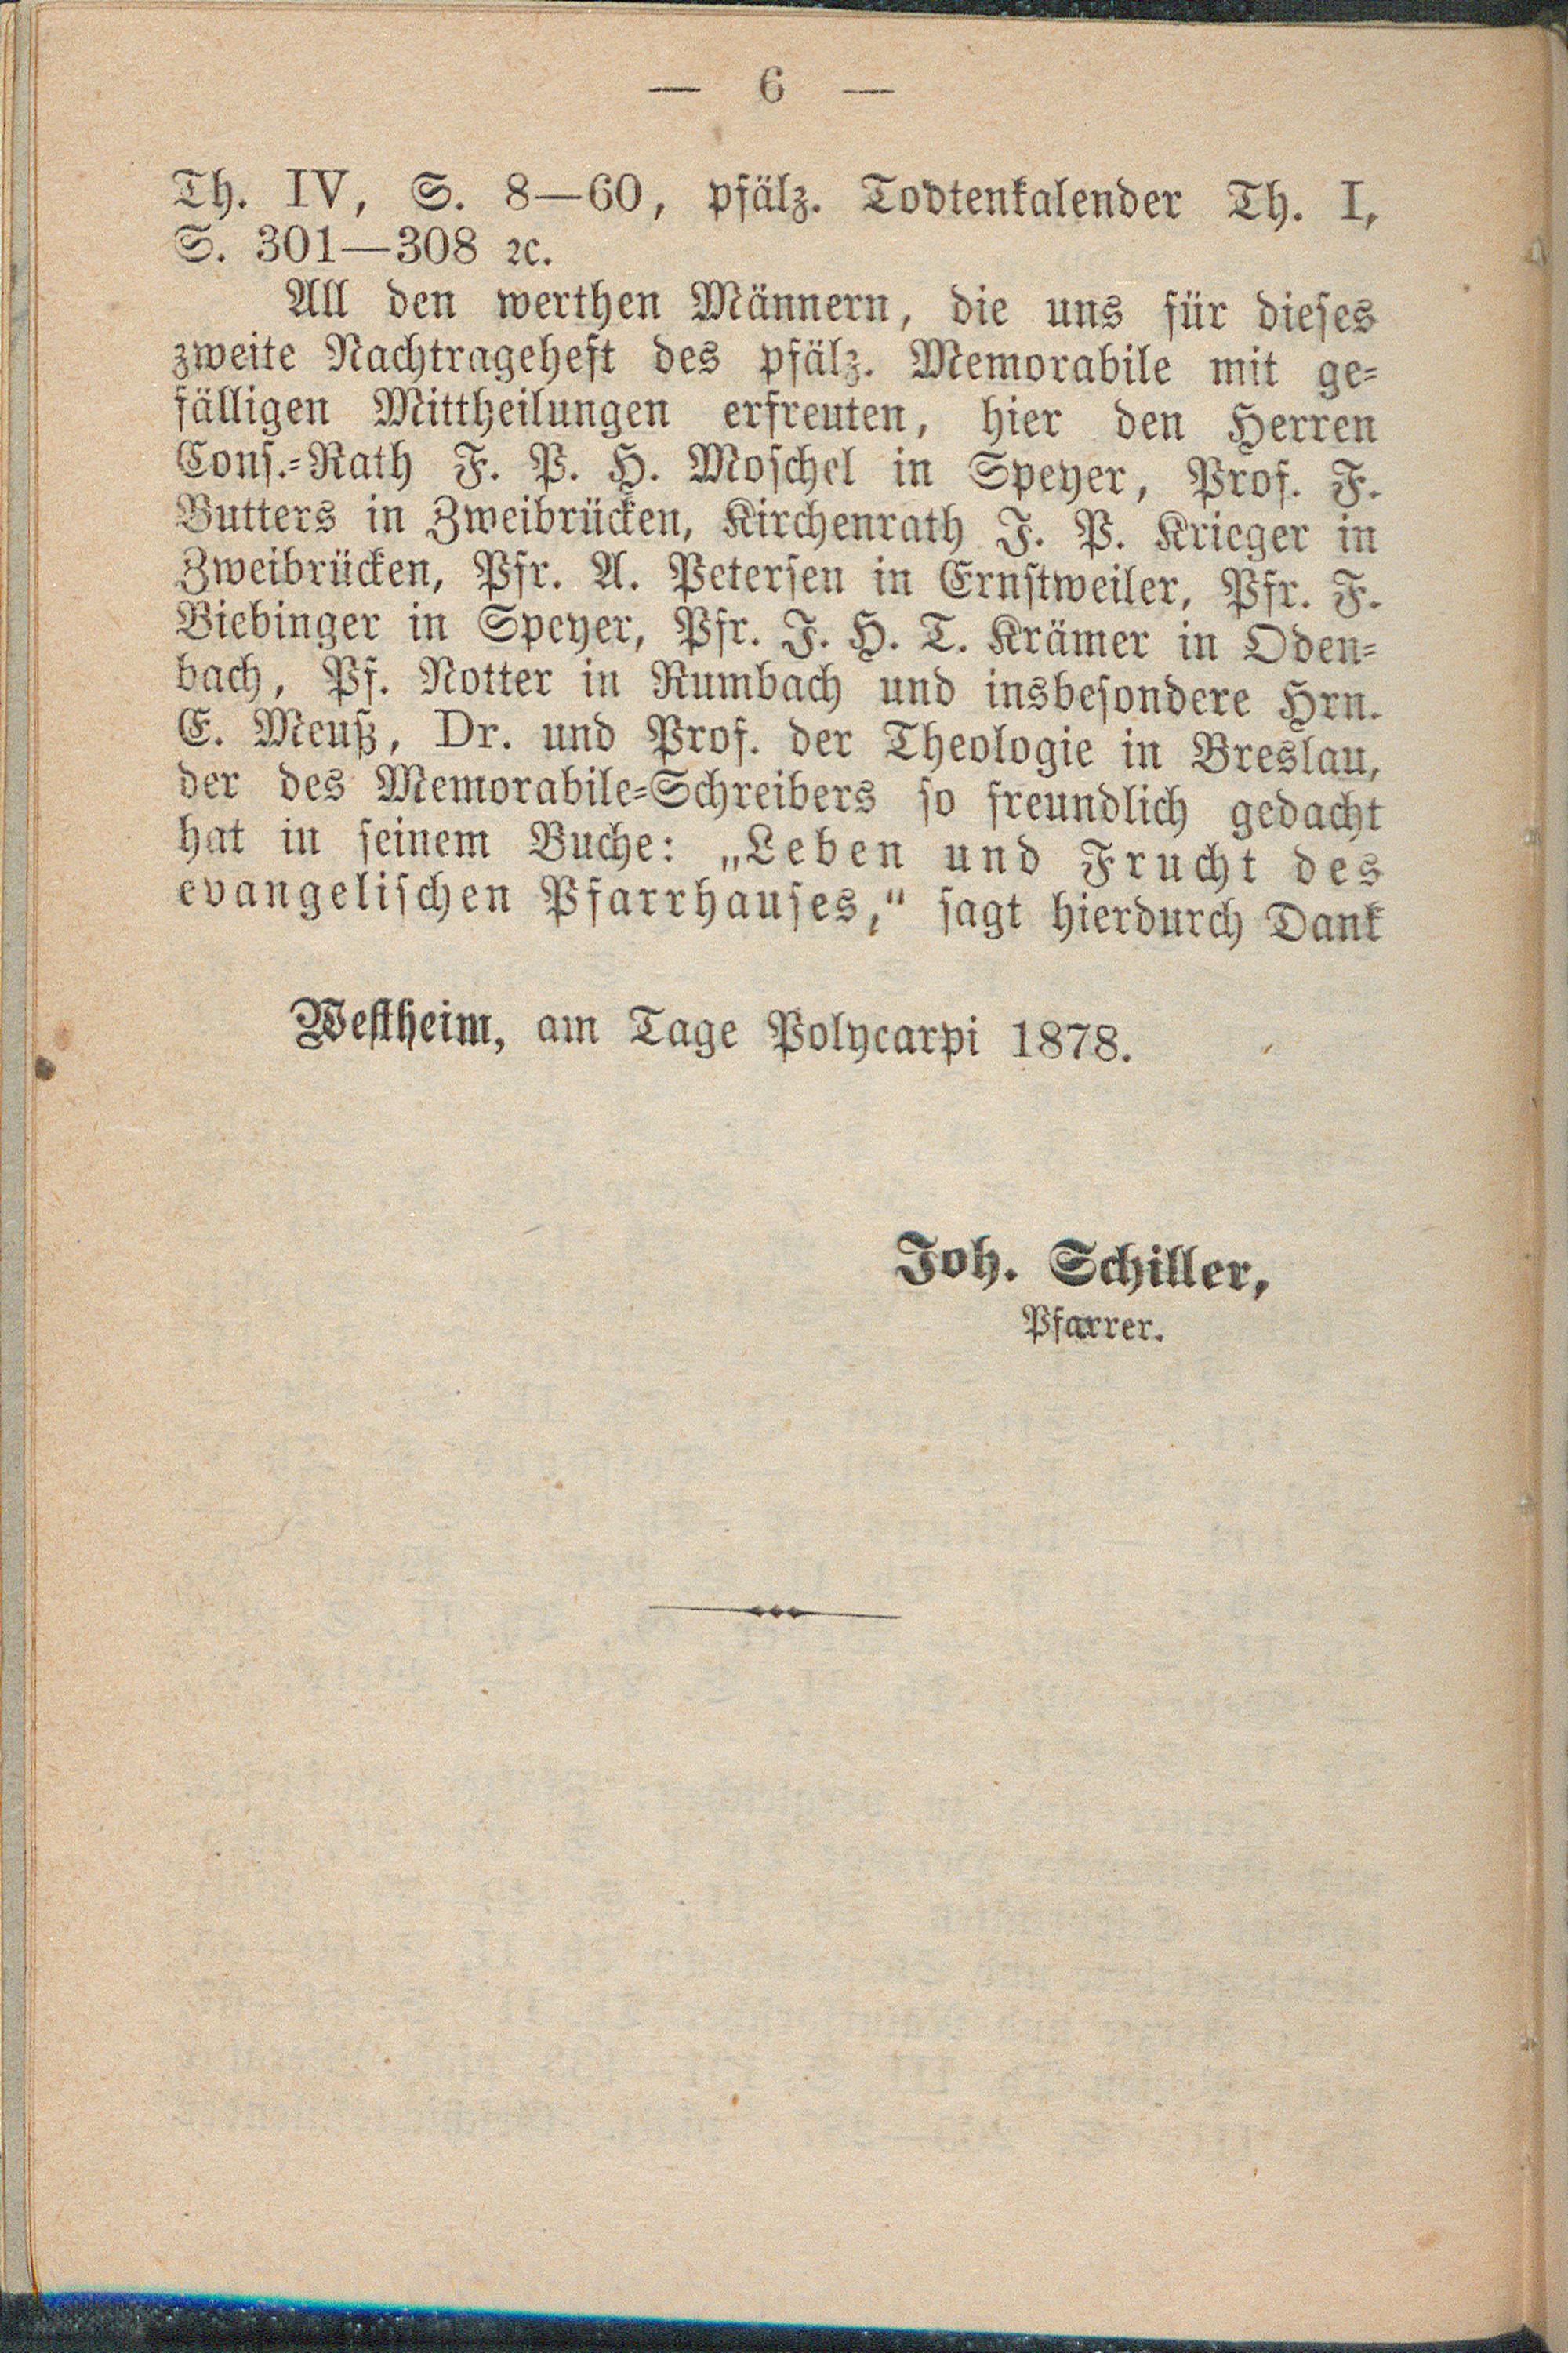 — 6 —
Th. IV, S. 8—60, pfälz. Todtenkalender Th. I,
S. 301—308 ꝛc.
All den werthen Männern, die uns für dieses
zweite Nachtrageheft des pfälz. Memorabile mit ge-
fälligen Mittheilungen erfreuten, hier den Herren
Cons.-Rath F. P. H. Moschel in Speyer, Prof. F.
Butters in Zweibrücken, Kirchenrath J. P. Krieger in
Zweibrücken, Pfr. A. Petersen in Ernstweiler, Pfr. F.
Biebinger in Speyer, Pfr. J. H. T. Krämer in Oden-
bach, Pf. Notter in Rumbach und insbesondere Hrn.
E. Meuß, Dr. und Prof. der Theologie in Breslau,
der des Memorabile-Schreibers so freundlich gedacht
hat in seinem Buche: „Leben und Frucht des
evangelischen Pfarrhauses,“ sagt hierdurch Dank
Westheim, am Tage Polycarpi 1878.
Joh. Schiller,
Pfarrer.